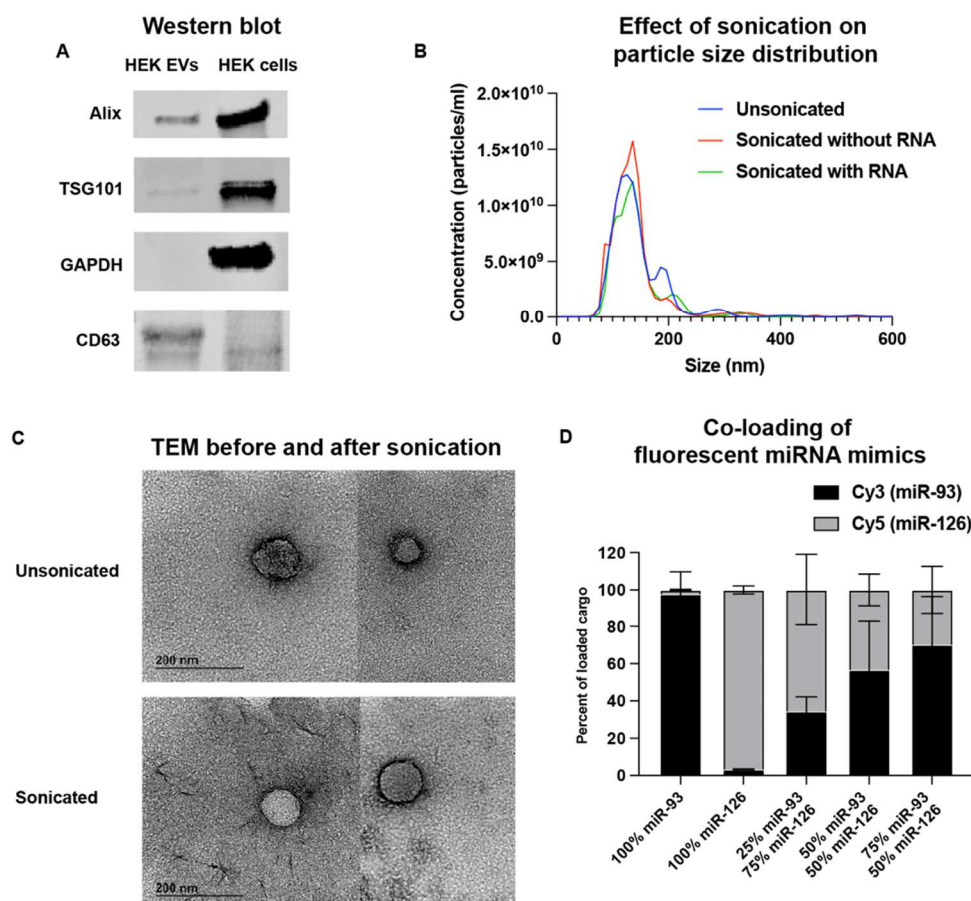 Western blot
A
HEK EVs HEK cells
Alix
TSG101
GAPDH
CD63
B
Effect of sonication on
particle size distribution
Concentration (particles/ml)
2.0×10¹⁰
1.5×10¹⁰
1.0×10¹⁰
5.0×10⁹
0.0
0 200 400 600
Size (nm)
Unsonicated
Sonicated without RNA
Sonicated with RNA
C
TEM before and after sonication
Unsonicated
200 nm
Sonicated
200 nm
D
Co-loading of
fluorescent miRNA mimics
Cy3 (miR-93)
Cy5 (miR-126)
Percent of loaded cargo
120
100
80
60
40
20
0
100% miR-93
100% miR-126
25% miR-93
75% miR-126
50% miR-93
50% miR-126
75% miR-93
50% miR-126